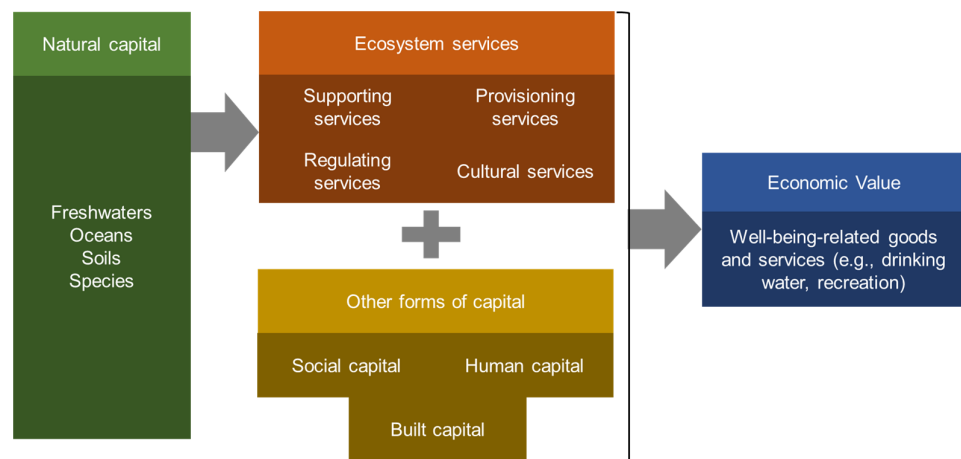 Natural capital
Freshwaters
Oceans
Soils
Species
Ecosystem services
Supporting
services
Provisioning
services
Regulating
services
Cultural services
Other forms of capital
Social capital
Human capital
Built capital
Economic Value
Well-being-related goods
and services (e.g., drinking
water, recreation)